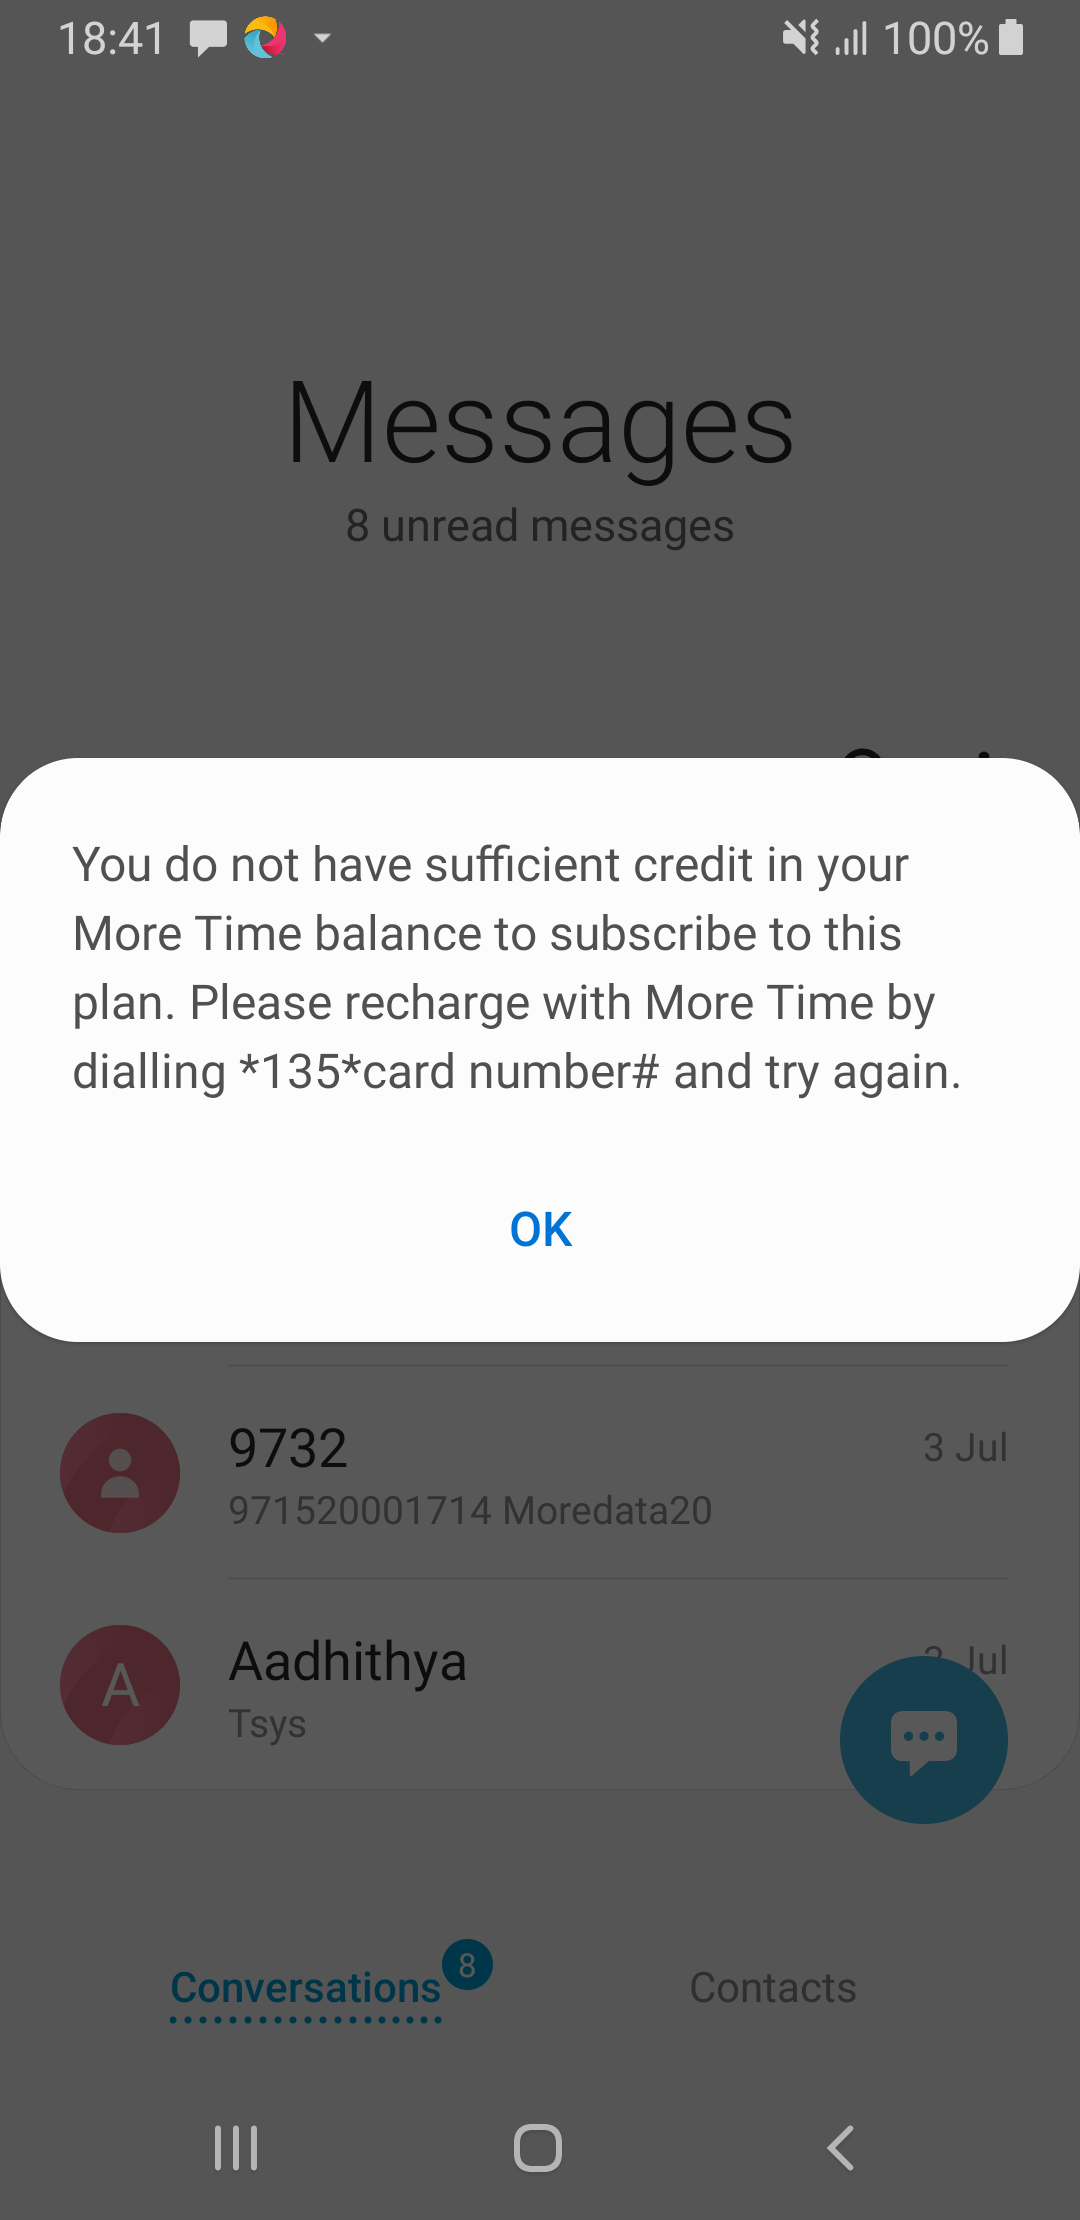 18:41
100%
Messages
8 unread messages
You do not have sufficient credit in your
More Time balance to subscribe to this
plan. Please recharge with More Time by
dialling *135*card number# and try again.
OK
9732
3 Jul
971520001714 Moredata20
Aadhithya
Jul
A
Tsys
Conversations
8
Contacts